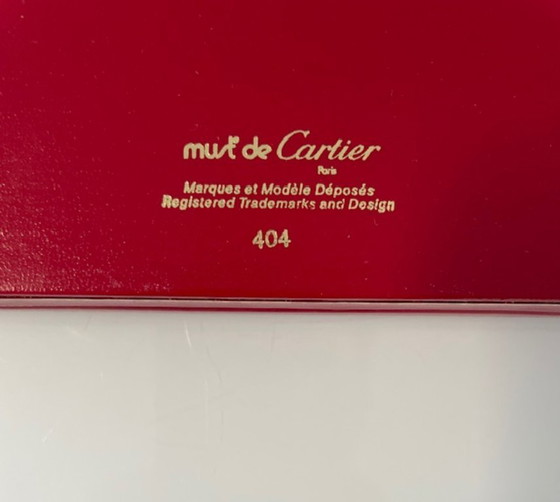 must de Cartier
Paris
Marques et Modèle Déposés
Registered Trademarks and Design
404